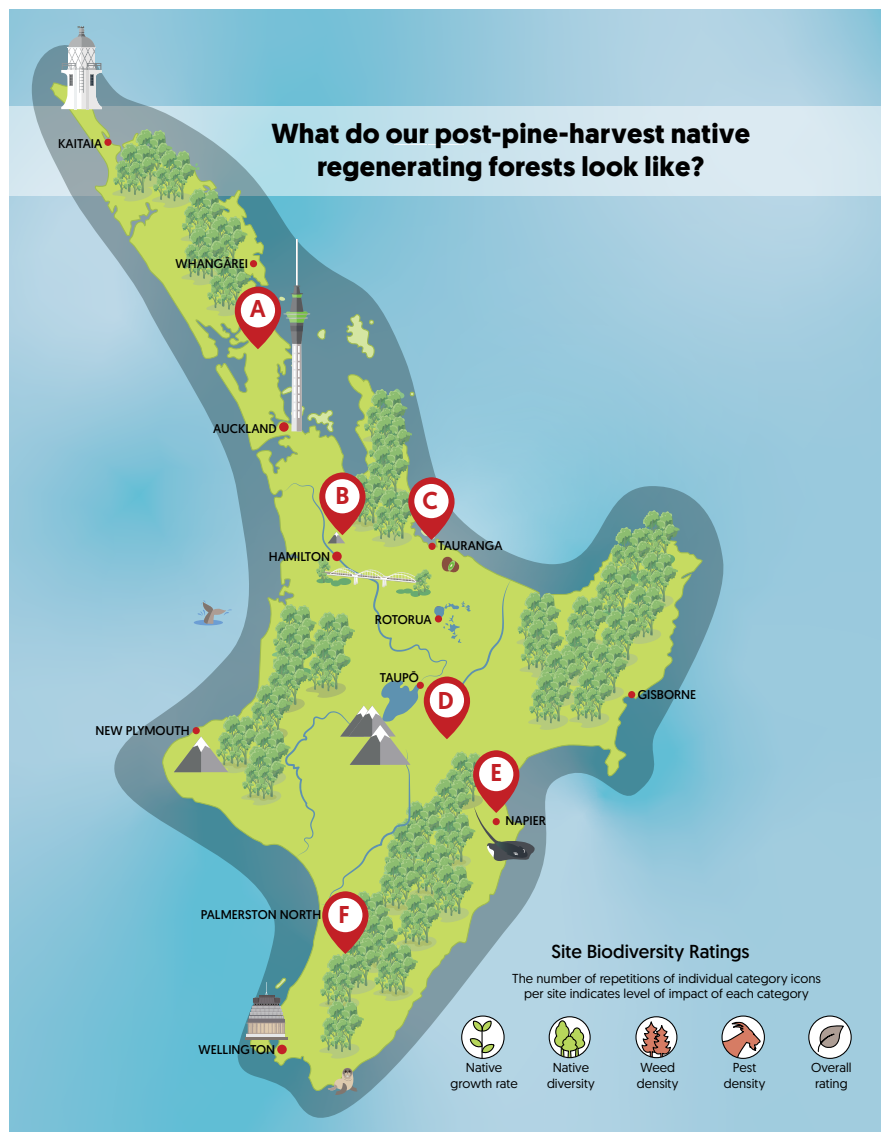 What do our post-pine-harvest native
regenerating forests look like?
KAITAIA
WHANGĀREI
A
AUCKLAND
B
C
TAURANGA
HAMILTON
ROTORUA
TAUPŌ
D
GISBORNE
NEW PLYMOUTH
E
NAPIER
PALMERSTON NORTH
F
WELLINGTON
Site Biodiversity Ratings
The number of repetitions of individual category icons
per site indicates level of impact of each category
Native
growth rate
Native
diversity
Weed
density
Pest
density
Overall
rating